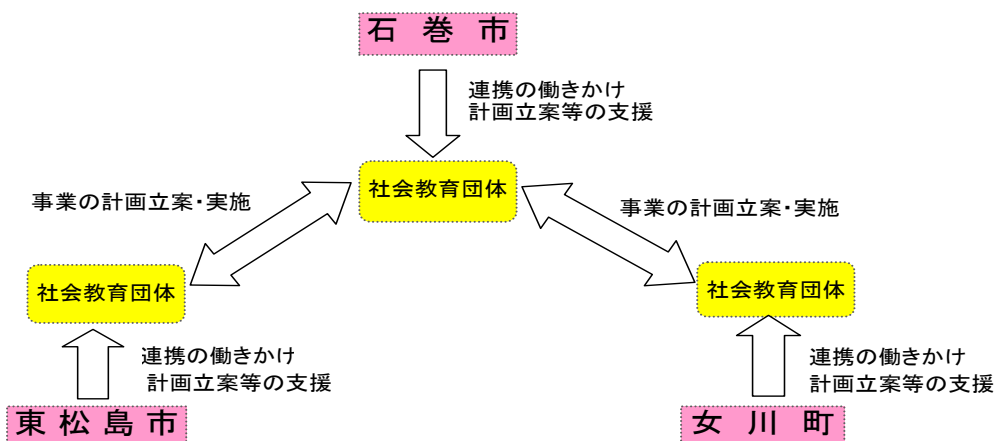 石巻市
連携の働きかけ
計画立案等の支援
社会教育団体
事業の計画立案・実施
事業の計画立案・実施
社会教育団体
社会教育団体
連携の働きかけ
計画立案等の支援
連携の働きかけ
計画立案等の支援
東松島市
女川町